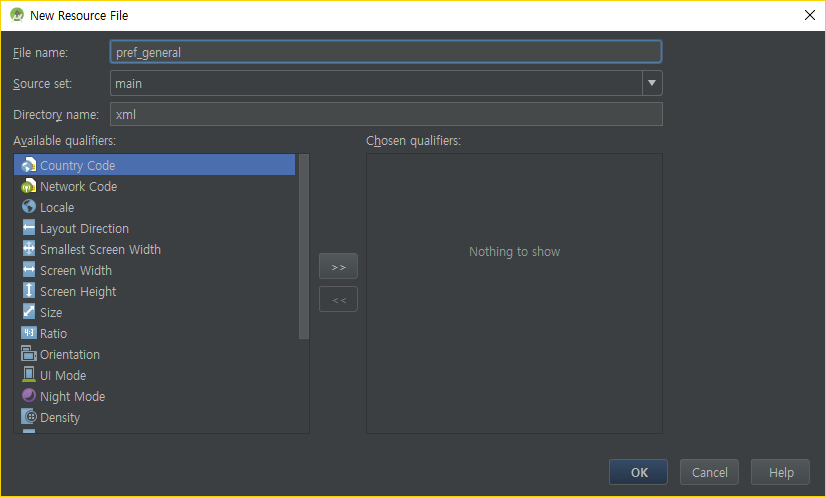 New Resource File
File name: pref_general
Source set: main
Directory name: xml
Available qualifiers: Chosen qualifiers:
Country Code
Network Code
Locale
Layout Direction
Smallest Screen Width
Screen Width
Screen Height
Size
4:3 Ratio
Orientation
UI Mode
Night Mode
Density
>>
<<
Nothing to show
OK Cancel Help